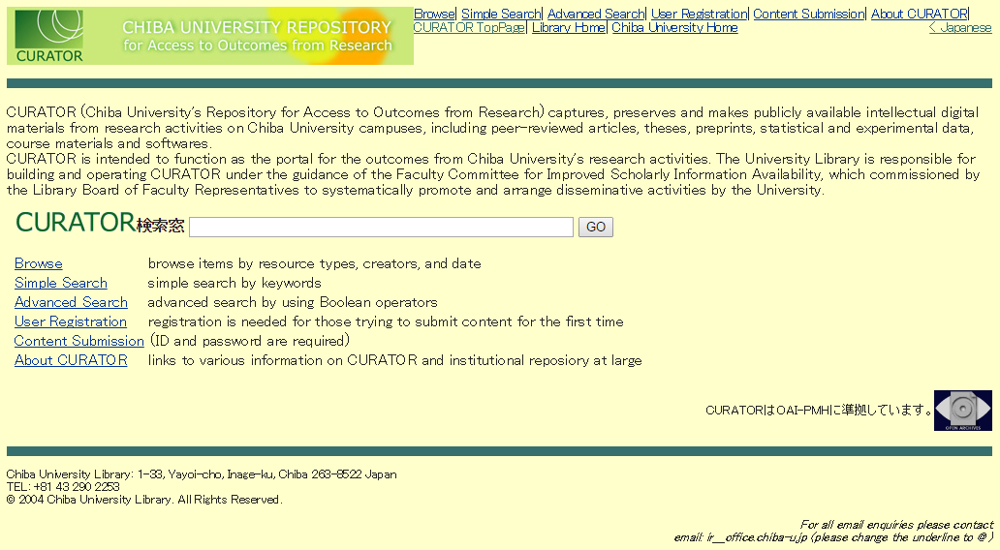 CURATOR
CHIBA UNIVERSITY REPOSITORY
for Access to Outcomes from Research
Browse| Simple Search| Advanced Search| User Registration| Content Submission| About CURATOR|
CURATOR TopPage| Library Home| Chiba University Home
< Japanese
CURATOR (Chiba University's Repository for Access to Outcomes from Research) captures, preserves and makes publicly available intellectual digital
materials from research activities on Chiba University campuses, including peer-reviewed articles, theses, preprints, statistical and experimental data,
course materials and softwares.
CURATOR is intended to function as the portal for the outcomes from Chiba University's research activities. The University Library is responsible for
building and operating CURATOR under the guidance of the Faculty Committee for Improved Scholarly Information Availability, which commissioned by
the Library Board of Faculty Representatives to systematically promote and arrange disseminative activities by the University.
CURATOR検索窓 GO
Browse browse items by resource types, creators, and date
Simple Search simple search by keywords
Advanced Search advanced search by using Boolean operators
User Registration registration is needed for those trying to submit content for the first time
Content Submission (ID and password are required)
About CURATOR links to various information on CURATOR and institutional reposiory at large
CURATORはOAI-PMHに準拠しています。
OPEN ARCHIVES
Chiba University Library: 1-33, Yayoi-cho, Inage-ku, Chiba 263-8522 Japan
TEL: +81 43 290 2253
© 2004 Chiba University Library. All Rights Reserved.
For all email enquiries please contact
email: ir__office.chiba-u.jp (please change the underline to @ )